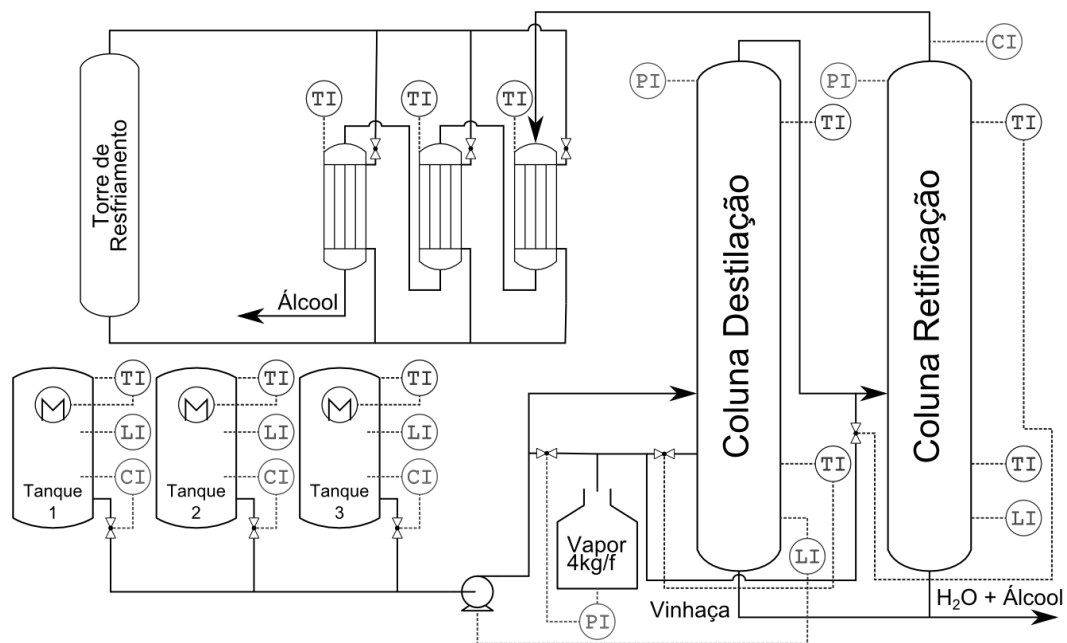 CI
PI
PI
TI
TI
TI
TI
TI
Torre de
Resfriamento
Coluna Destilação
Coluna Retificação
Álcool
TI
TI
TI
LI
LI
LI
CI
CI
CI
Tanque
1
Tanque
2
Tanque
3
TI
TI
LI
LI
Vapor
4kg/f
PI
Vinhaça
H₂O + Álcool